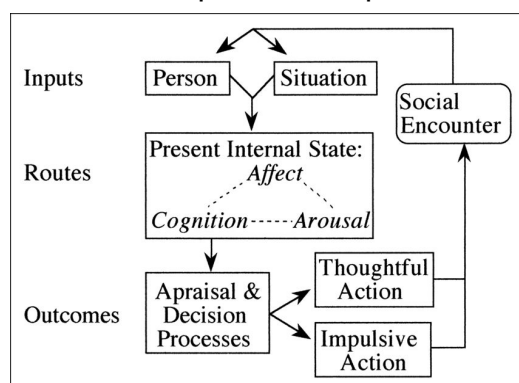 Inputs
Person
Situation
Social
Encounter
Routes
Present Internal State:
Affect
Cognition
Arousal
Outcomes
Apraisal &
Decision
Processes
Thoughtful
Action
Impulsive
Action